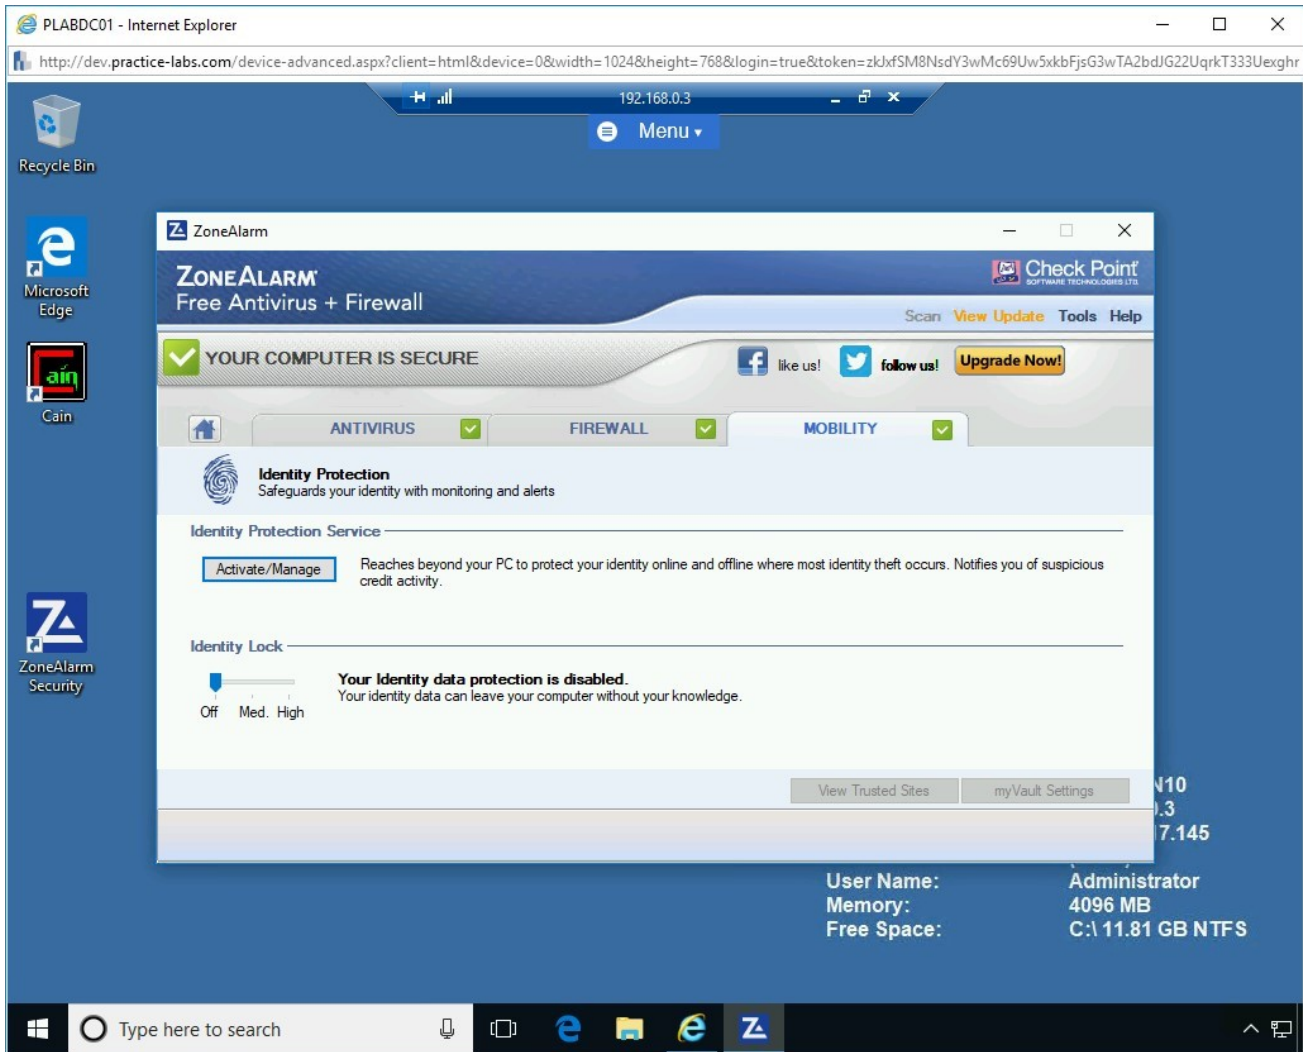 PLABDC01 - Internet Explorer
http://dev.practice-labs.com/device-advanced.aspx?client=html&device=0&width=1024&height=768&login=true&token=zkJxfSM8NsdY3wMc69Uw5xkbFjsG3wTA2bdJG22UqrkT333Uexghr
192.168.0.3
Menu
Recycle Bin
Microsoft
Edge
Cain
Cain
ZoneAlarm
Security
ZoneAlarm
ZONEALARM
Free Antivirus + Firewall
Check Point
SOFTWARE TECHNOLOGIES LTD.
Scan View Update Tools Help
YOUR COMPUTER IS SECURE
like us! follow us! Upgrade Now!
ANTIVIRUS FIREWALL MOBILITY
Identity Protection
Safeguards your identity with monitoring and alerts
Identity Protection Service
Activate/Manage
Reaches beyond your PC to protect your identity online and offline where most identity theft occurs. Notifies you of suspicious
credit activity.
Identity Lock
Your Identity data protection is disabled.
Your identity data can leave your computer without your knowledge.
Off Med. High
View Trusted Sites myVault Settings
N10
.3
17.145
User Name: Administrator
Memory: 4096 MB
Free Space: C:\ 11.81 GB NTFS
Type here to search